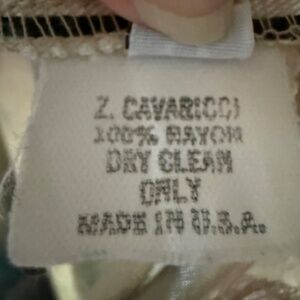 Z. CAVARICCI
100% RAYON
DRY CLEAN
ONLY
MADE IN U.S.A.